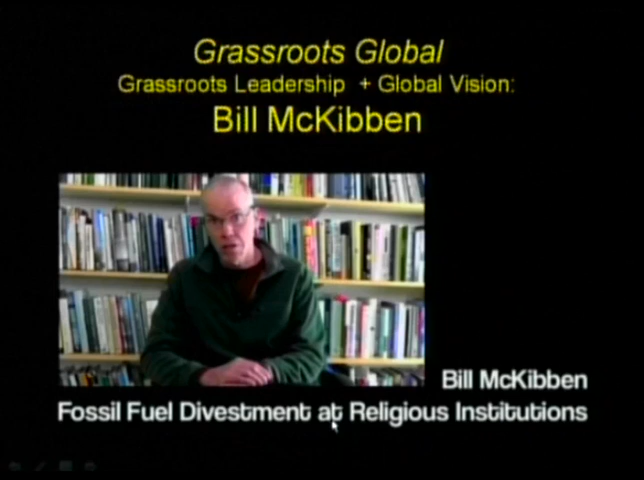 Grassroots Global
Grassroots Leadership + Global Vision:
Bill McKibben
Bill McKibben
Fossil Fuel Divestment at Religious Institutions